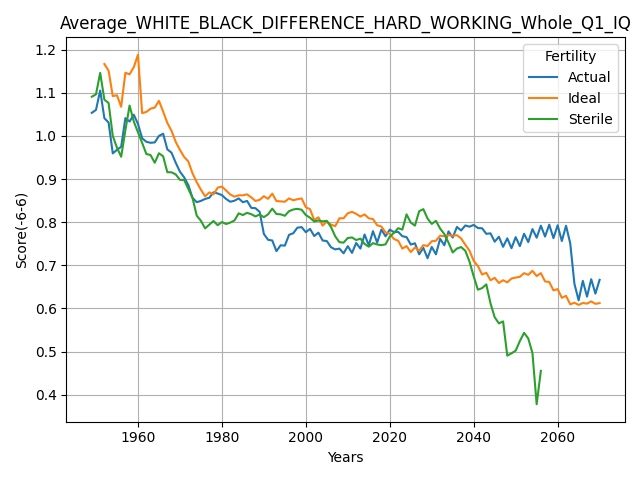 Average_WHITE_BLACK_DIFFERENCE_HARD_WORKING_Whole_Q1_IQ
Fertility
Actual
Ideal
Sterile
Score(-6-6)
1.2
1.1
1.0
0.9
0.8
0.7
0.6
0.5
0.4
1960 1980 2000 2020 2040 2060
Years